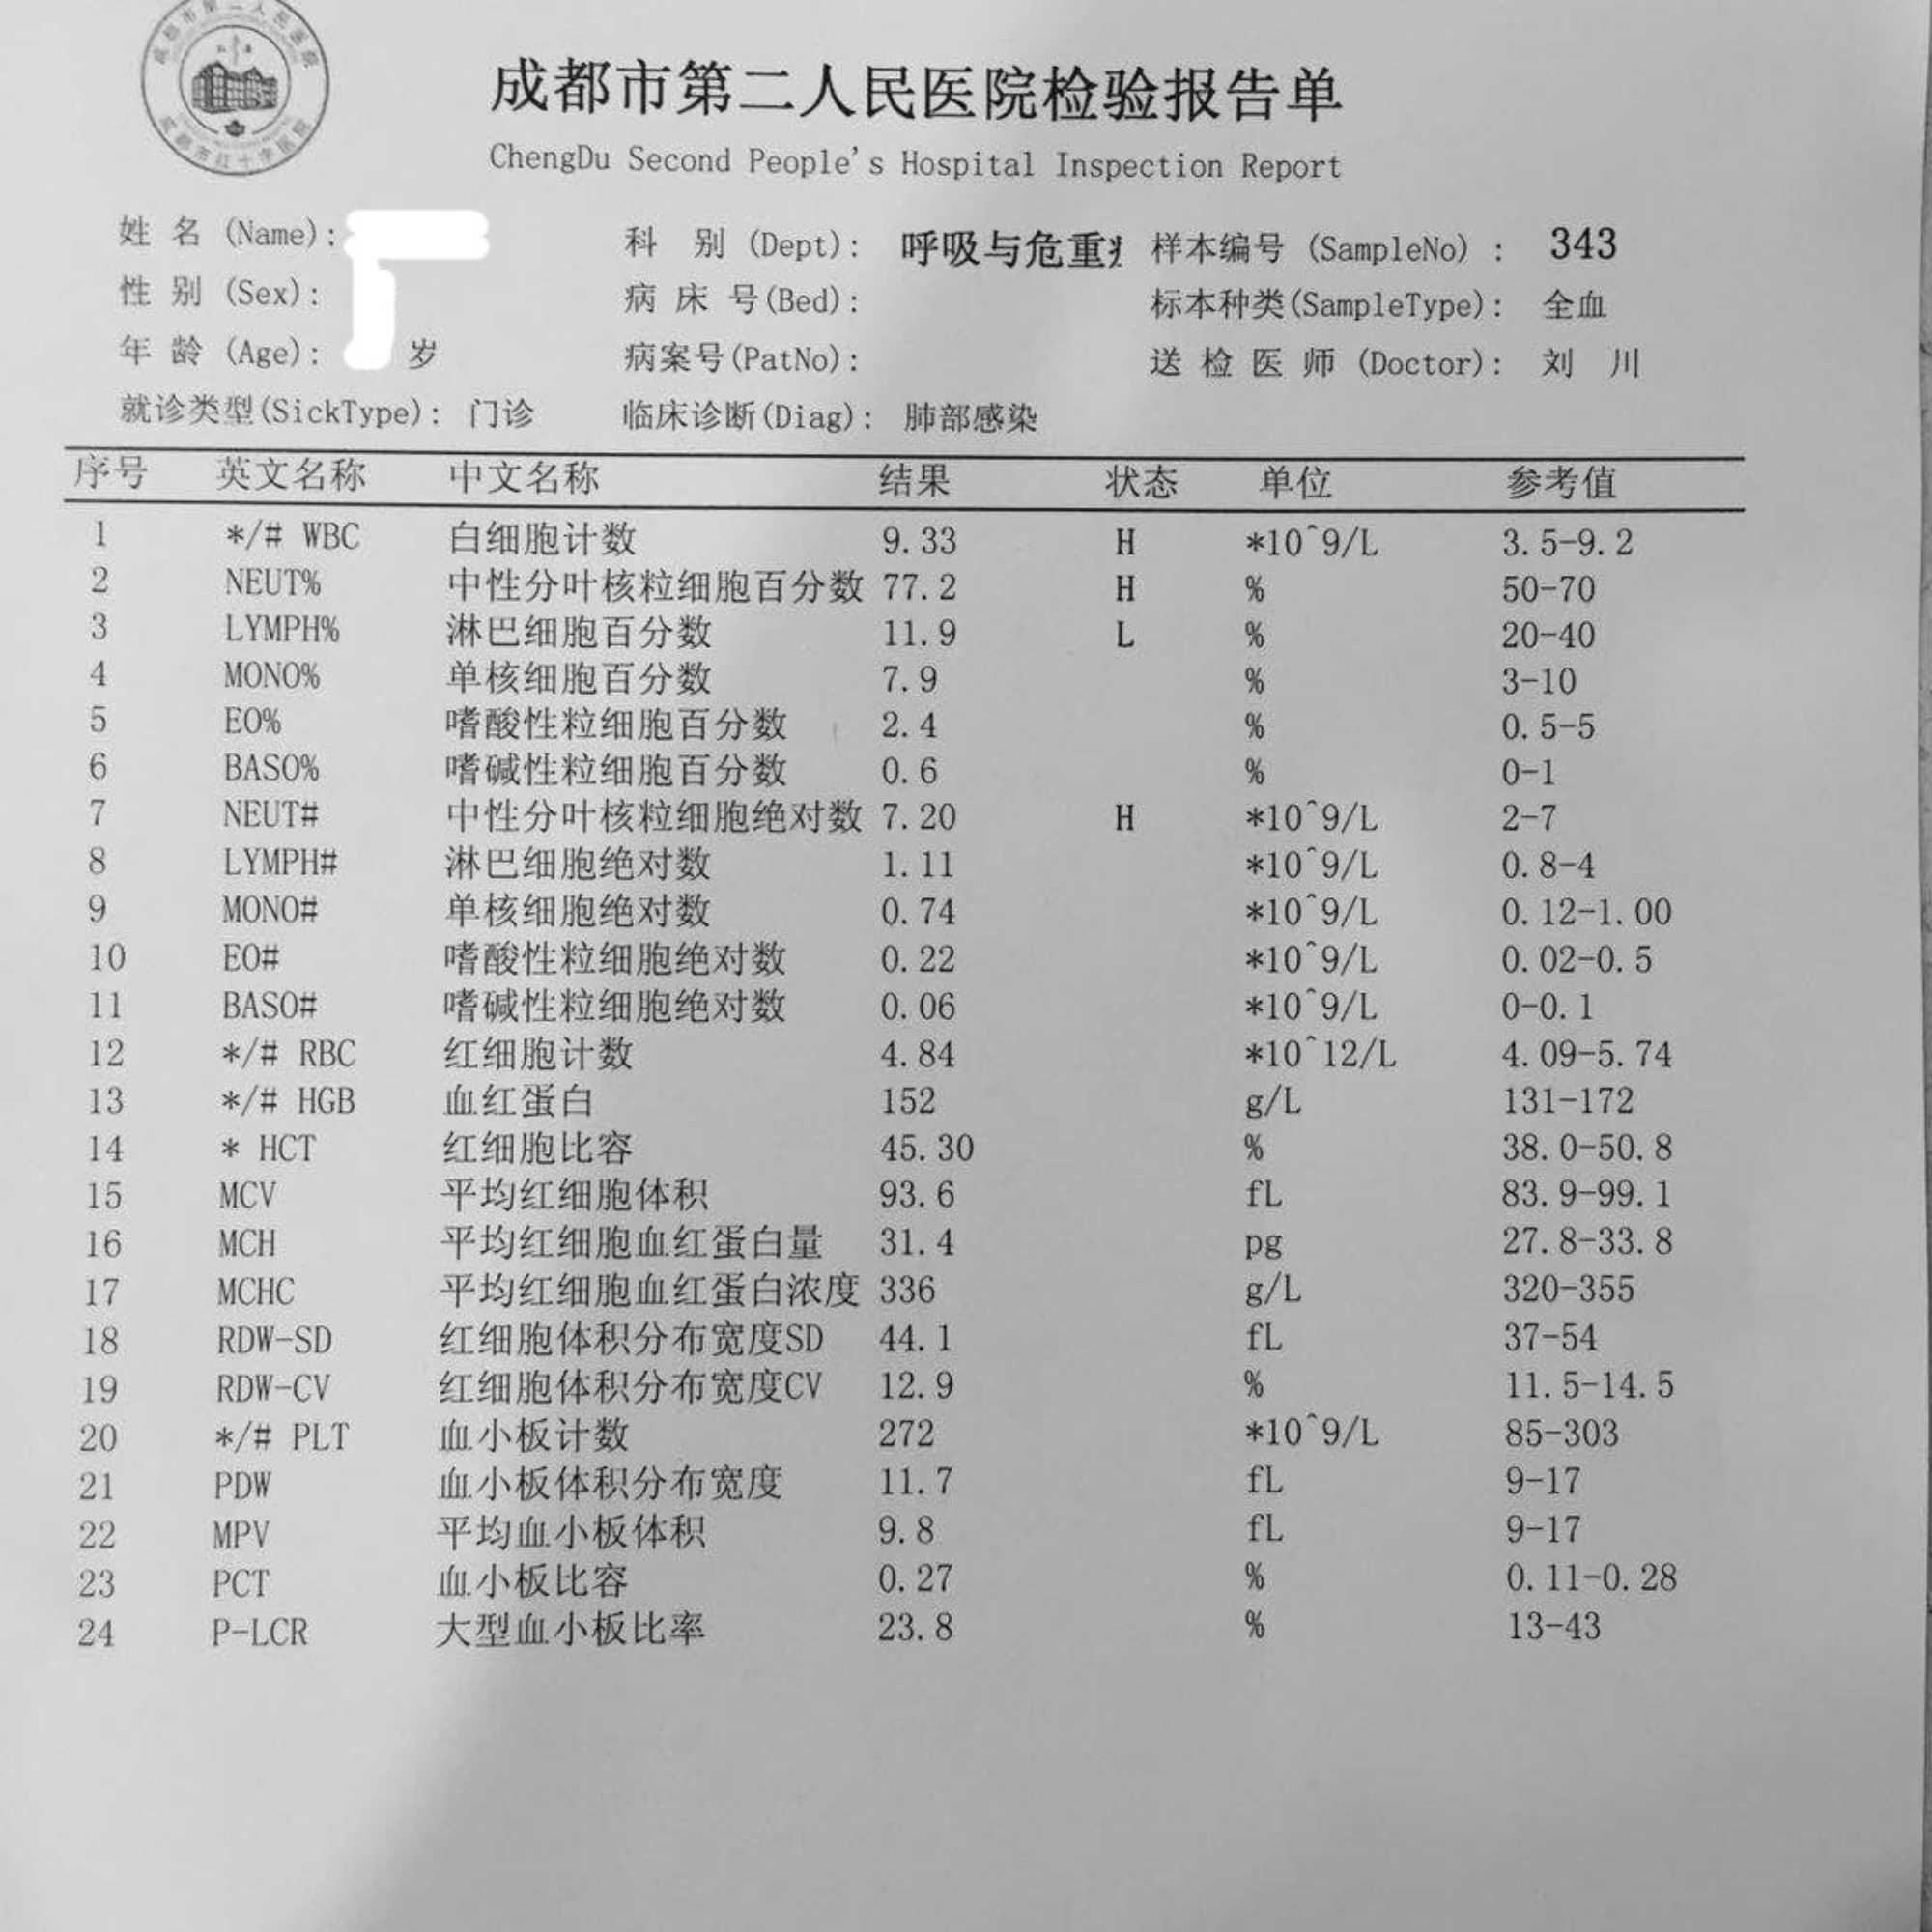 成都市第二人民医院
成都市红十字医院
成都市第二人民医院检验报告单
ChengDu Second People's Hospital Inspection Report
姓 名 (Name): 科 别 (Dept): 呼吸与危重 样本编号 (SampleNo) : 343
性 别 (Sex): 病 床 号(Bed): 标本种类(SampleType): 全血
年 龄 (Age): 岁 病案号(PatNo): 送 检 医 师 (Doctor): 刘 川
就诊类型(SickType): 门诊 临床诊断(Diag): 肺部感染
序号 英文名称 中文名称 结果 状态 单位 参考值
1 */# WBC 白细胞计数 9.33 H *10^9/L 3.5-9.2
2 NEUT% 中性分叶核粒细胞百分数 77.2 H % 50-70
3 LYMPH% 淋巴细胞百分数 11.9 L % 20-40
4 MONO% 单核细胞百分数 7.9 % 3-10
5 EO% 嗜酸性粒细胞百分数 2.4 % 0.5-5
6 BASO% 嗜碱性粒细胞百分数 0.6 % 0-1
7 NEUT# 中性分叶核粒细胞绝对数 7.20 H *10^9/L 2-7
8 LYMPH# 淋巴细胞绝对数 1.11 *10^9/L 0.8-4
9 MONO# 单核细胞绝对数 0.74 *10^9/L 0.12-1.00
10 EO# 嗜酸性粒细胞绝对数 0.22 *10^9/L 0.02-0.5
11 BASO# 嗜碱性粒细胞绝对数 0.06 *10^9/L 0-0.1
12 */# RBC 红细胞计数 4.84 *10^12/L 4.09-5.74
13 */# HGB 血红蛋白 152 g/L 131-172
14 * HCT 红细胞比容 45.30 % 38.0-50.8
15 MCV 平均红细胞体积 93.6 fL 83.9-99.1
16 MCH 平均红细胞血红蛋白量 31.4 pg 27.8-33.8
17 MCHC 平均红细胞血红蛋白浓度 336 g/L 320-355
18 RDW-SD 红细胞体积分布宽度SD 44.1 fL 37-54
19 RDW-CV 红细胞体积分布宽度CV 12.9 % 11.5-14.5
20 */# PLT 血小板计数 272 *10^9/L 85-303
21 PDW 血小板体积分布宽度 11.7 fL 9-17
22 MPV 平均血小板体积 9.8 fL 9-17
23 PCT 血小板比容 0.27 % 0.11-0.28
24 P-LCR 大型血小板比率 23.8 % 13-43